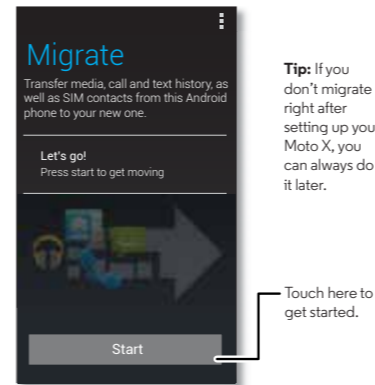 Migrate
Transfer media, call and text history, as
well as SIM contacts from this Android
phone to your new one.
Let's go!
Press start to get moving
Start
Tip: If you
don't migrate
right after
setting up you
Moto X, you
can always do
it later.
Touch here to
get started.